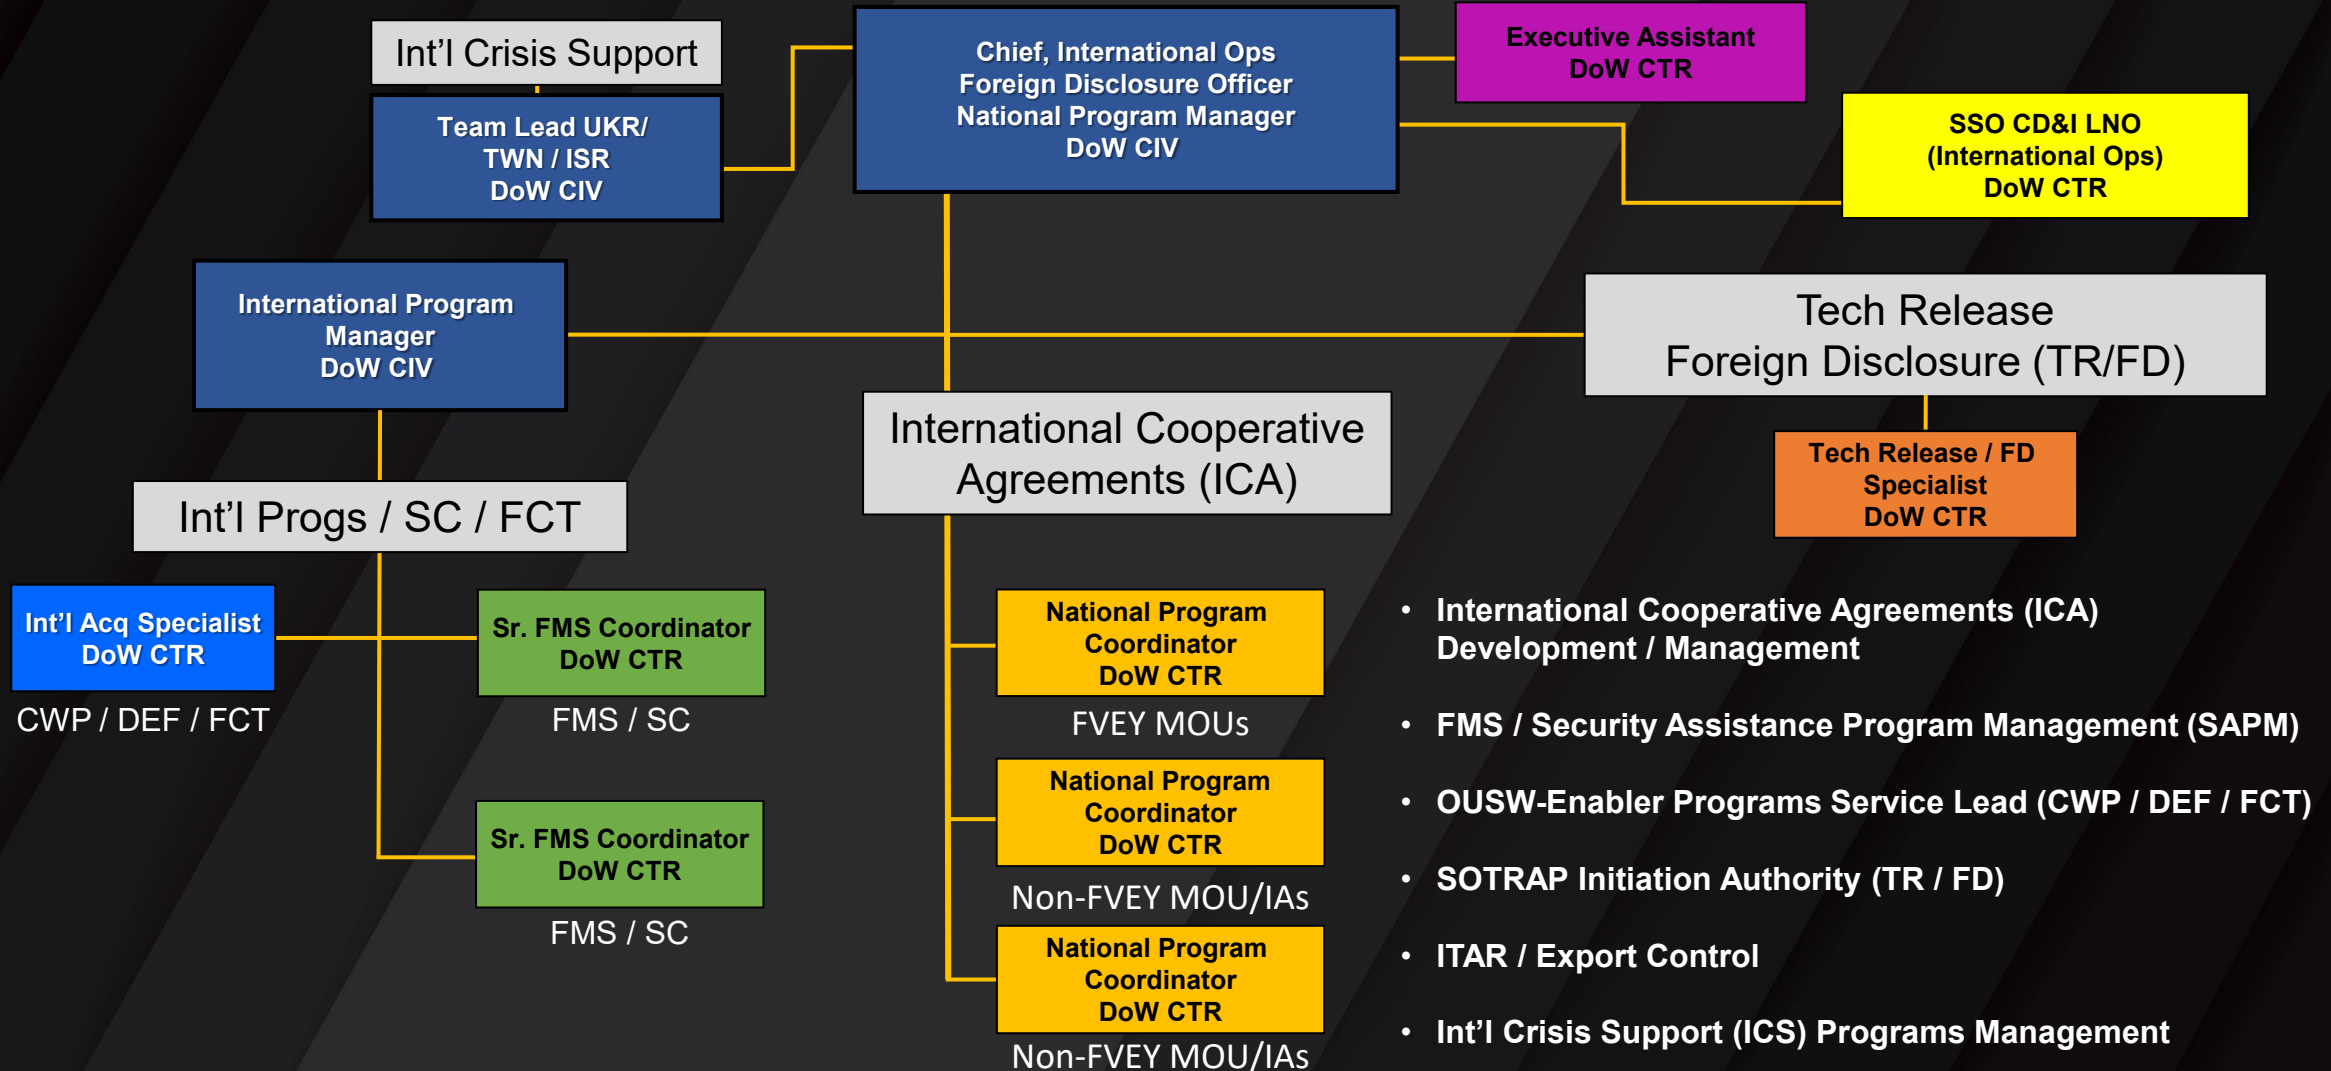 Int’l Crisis Support
Team Lead UKR/
TWN / ISR
DoW CIV
Chief, International Ops
Foreign Disclosure Officer
National Program Manager
DoW CIV
Executive Assistant
DoW CTR
SSO CD&I LNO
(International Ops)
DoW CTR
International Program
Manager
DoW CIV
Tech Release
Foreign Disclosure (TR/FD)
Tech Release / FD
Specialist
DoW CTR
International Cooperative
Agreements (ICA)
Int’l Progs / SC / FCT
Int’l Acq Specialist
DoW CTR
CWP / DEF / FCT
Sr. FMS Coordinator
DoW CTR
FMS / SC
Sr. FMS Coordinator
DoW CTR
FMS / SC
National Program
Coordinator
DoW CTR
FVEY MOUs
National Program
Coordinator
DoW CTR
Non-FVEY MOU/IAs
National Program
Coordinator
DoW CTR
Non-FVEY MOU/IAs
• International Cooperative Agreements (ICA)
Development / Management
• FMS / Security Assistance Program Management (SAPM)
• OUSW-Enabler Programs Service Lead (CWP / DEF / FCT)
• SOTRAP Initiation Authority (TR / FD)
• ITAR / Export Control
• Int’l Crisis Support (ICS) Programs Management